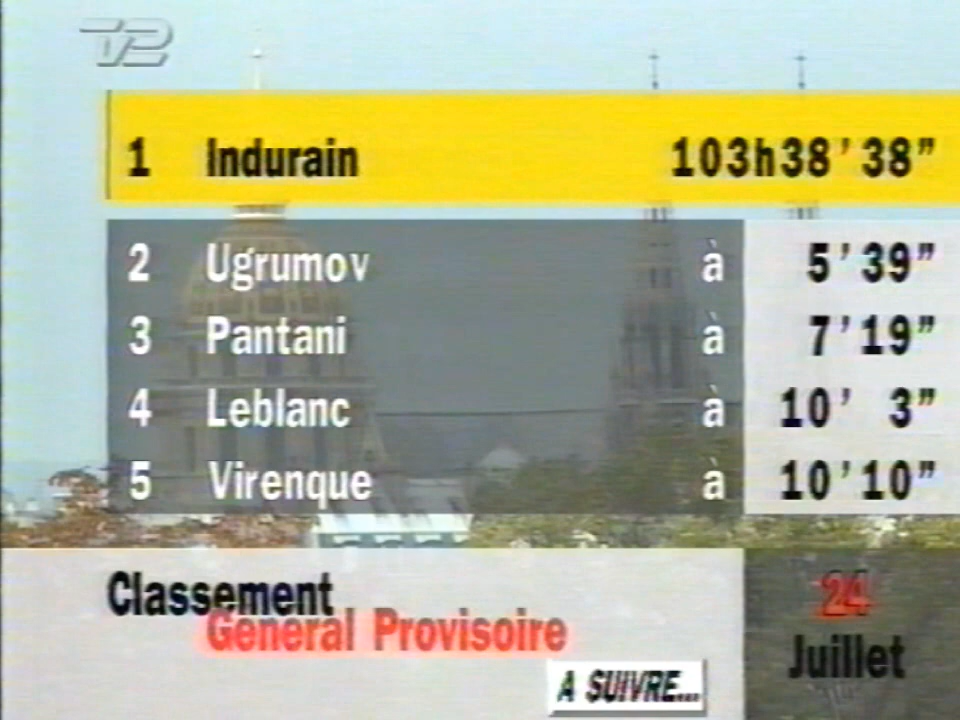 TV2
1 Indurain 103h38'38"
2 Ugrumov à 5'39"
3 Pantani à 7'19"
4 Leblanc à 10' 3"
5 Virenque à 10'10"
Classement
General Provisoire
24
Juillet
A SUIVRE...